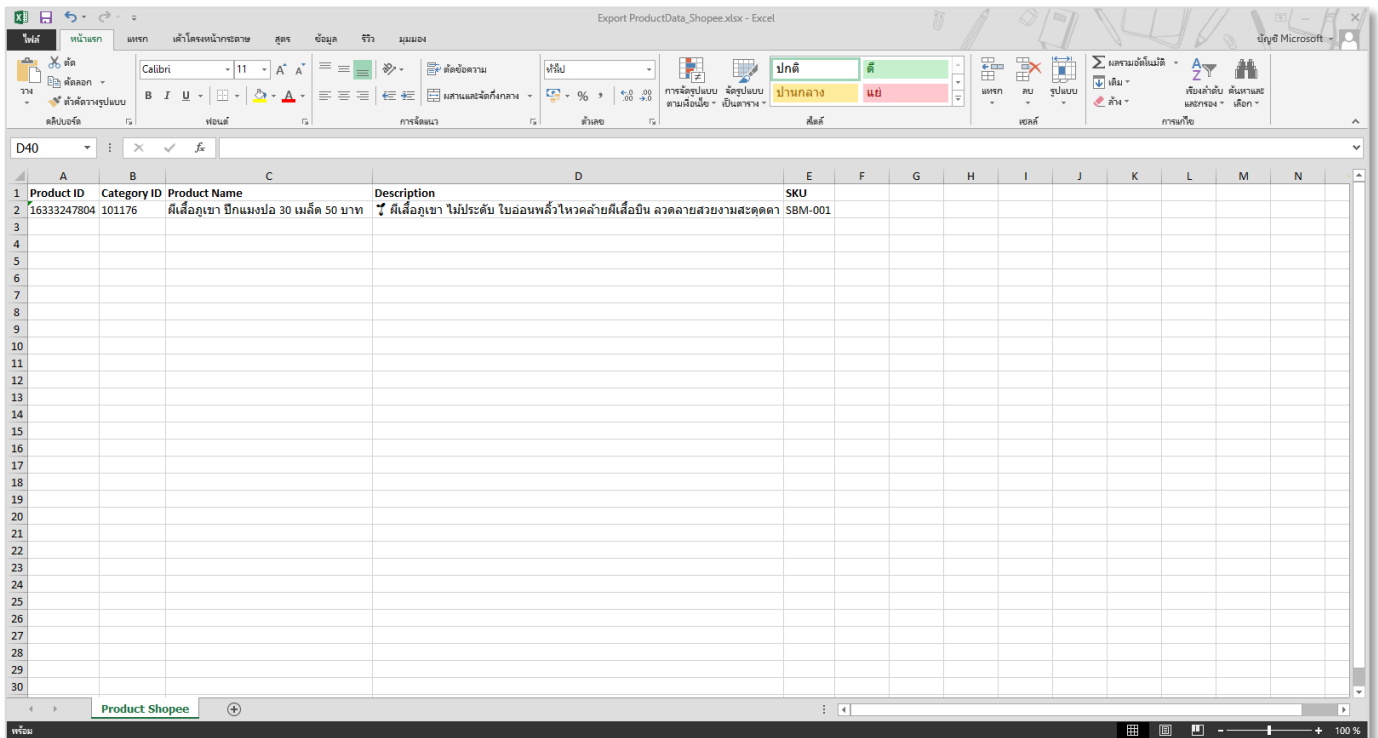 Export ProductData_Shopee.xlsx - Excel
ไฟล์ หน้าแรก แทรก เค้าโครงหน้ากระดาษ สูตร ข้อมูล รีวิว มุมมอง บัญชี Microsoft
วาง
ตัด
คัดลอก
ตัวคัดวางรูปแบบ
คลิปบอร์ด
Calibri 11
B I U
ฟอนต์
ตัดข้อความ
ผสานและจัดกึ่งกลาง
การจัดแนว
ทั่วไป
%
ตัวเลข
การจัดรูปแบบ
ตามเงื่อนไข
จัดรูปแบบ
เป็นตาราง
ปกติ ดี
ปานกลาง แย่
สไตล์
แทรก ลบ รูปแบบ
เซลล์
ผลรวมอัตโนมัติ
เติม
ล้าง
เรียงลำดับ
และกรอง
ค้นหาและ
เลือก
การแก้ไข
D40 fx
A B C D E F G H I J K L M N
1 Product ID Category ID Product Name Description SKU
2 16333247804 101176 ผีเสื้อภูเขา ปีกแมงปอ 30 เมล็ด 50 บาท ผีเสื้อภูเขา ไม้ประดับ ใบอ่อนพลิ้วไหวคล้ายผีเสื้อบิน ลวดลายสวยงามสะดุดตา SBM-001
3
4
5
6
7
8
9
10
11
12
13
14
15
16
17
18
19
20
21
22
23
24
25
26
27
28
29
30
Product Shopee
พร้อม 100 %